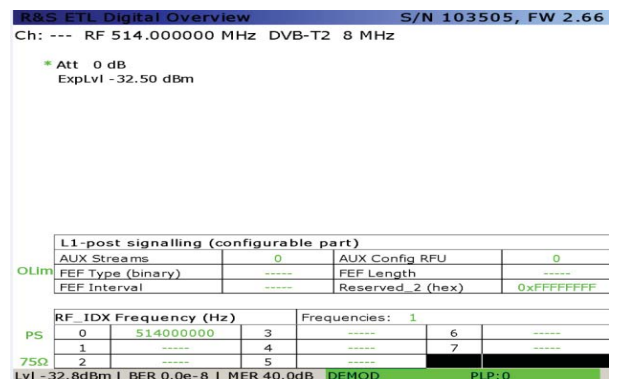 R&S ETL Digital Overview S/N 103505, FW 2.66
Ch: --- RF 514.000000 MHz DVB-T2 8 MHz
* Att 0 dB
ExpLvl -32.50 dBm
L1-post signalling (configurable part)
AUX Streams 0 AUX Config RFU 0
OLim FEF Type (binary) ----- FEF Length -----
FEF Interval ----- Reserved_2 (hex) 0xFFFFFFFF
RF_IDX Frequency (Hz) Frequencies: 1
PS 0 514000000 3 ----- 6 -----
1 ----- 4 ----- 7 -----
75Ω 2 ----- 5 -----
Lvl -32.8dBm | BER 0.0e-8 | MER 40.0dB DEMOD PLP:0